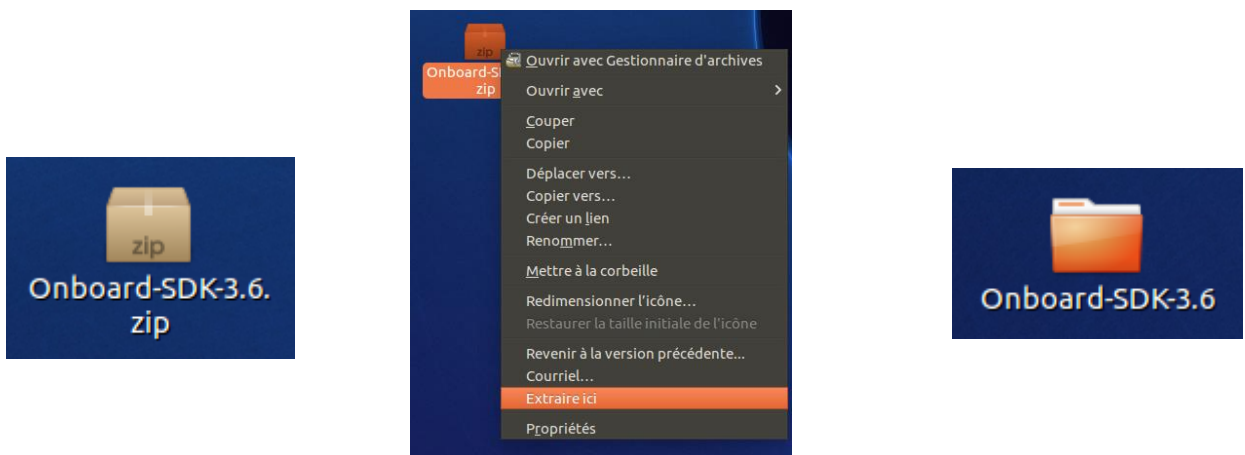 zip
Onboard-SDK-3.6.
zip
zip
Onboard-S
zip
Ouvrir avec Gestionnaire d'archives
Ouvrir avec
Couper
Copier
Déplacer vers…
Copier vers…
Créer un lien
Renommer…
Mettre à la corbeille
Redimensionner l'icône…
Restaurer la taille initiale de l'icône
Revenir à la version précédente...
Courriel…
Extraire ici
Propriétés
Onboard-SDK-3.6